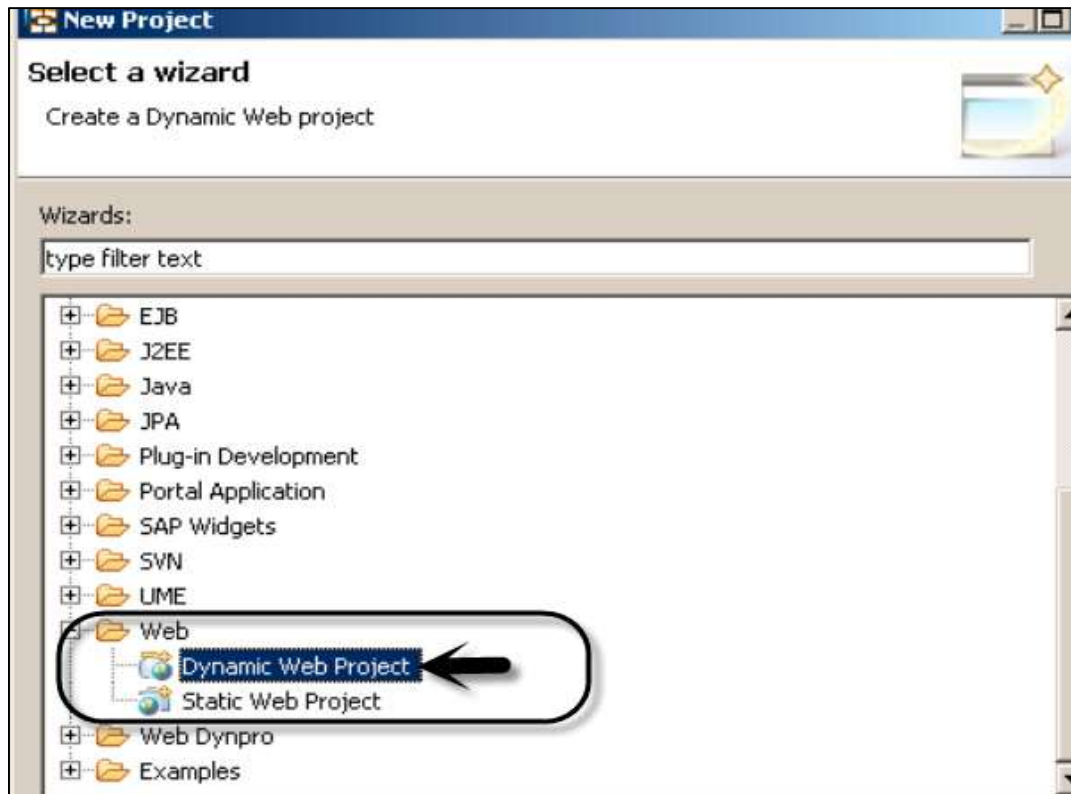 New Project
Select a wizard
Create a Dynamic Web project
Wizards:
type filter text
EJB
J2EE
Java
JPA
Plug-in Development
Portal Application
SAP Widgets
SVN
UME
Web
Dynamic Web Project
Static Web Project
Web Dynpro
Examples